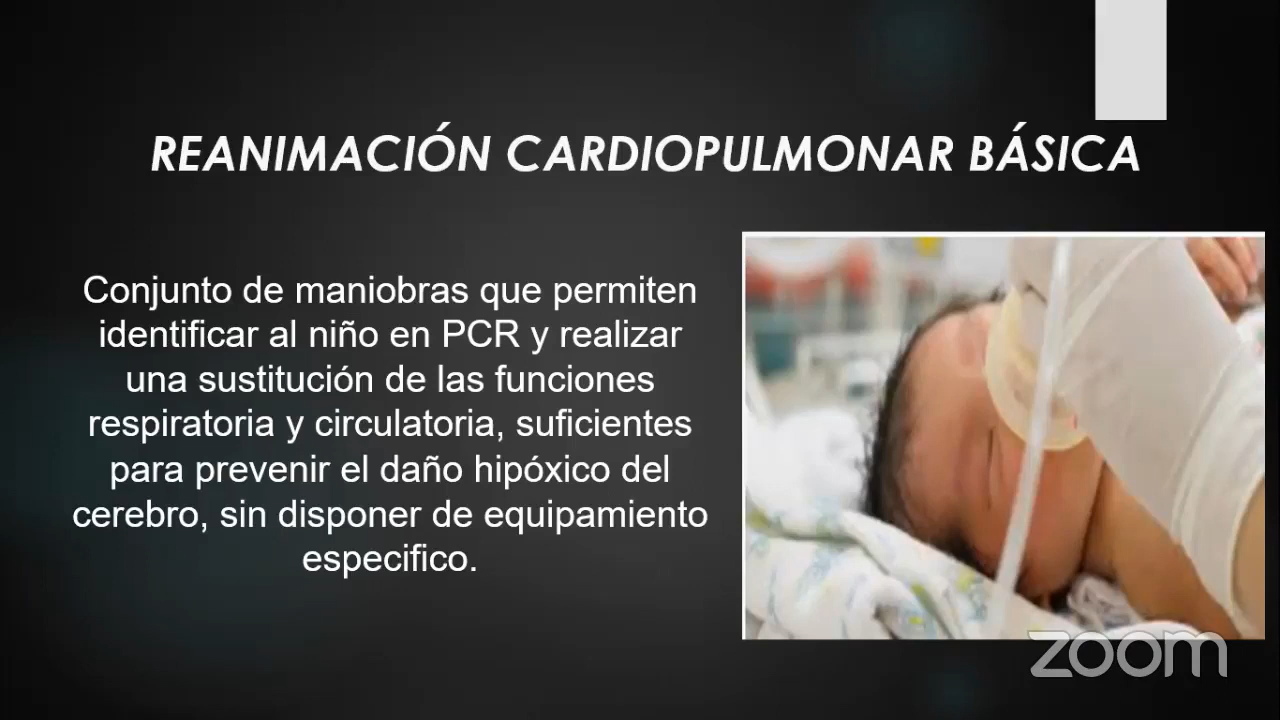 REANIMACIÓN CARDIOPULMONAR BÁSICA
Conjunto de maniobras que permiten
identificar al niño en PCR y realizar
una sustitución de las funciones
respiratoria y circulatoria, suficientes
para prevenir el daño hipóxico del
cerebro, sin disponer de equipamiento
especifico.
zoom